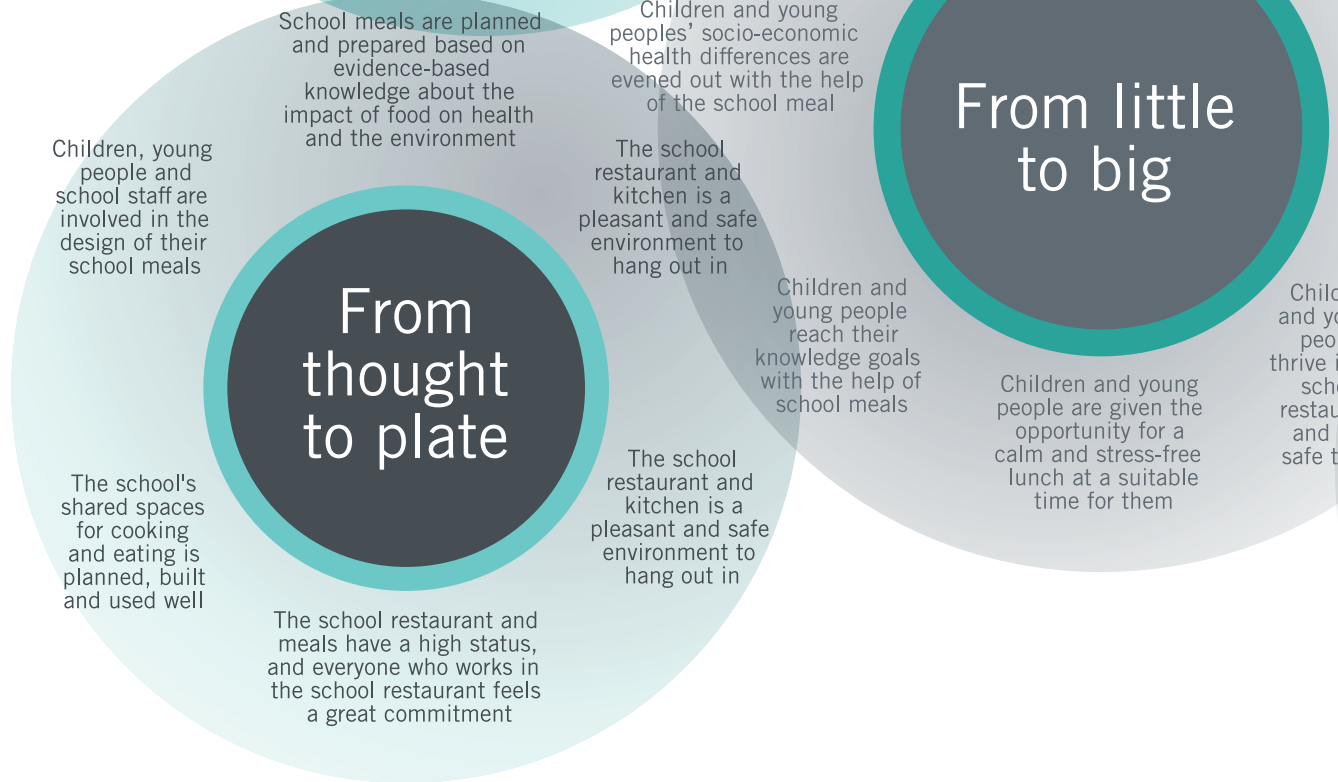 School meals are planned
and prepared based on
evidence-based
knowledge about the
impact of food on health
and the environment
Children, young
people and
school staff are
involved in the
design of their
school meals
The school
restaurant and
kitchen is a
pleasant and safe
environment to
hang out in
From
thought
to plate
The school's
shared spaces
for cooking
and eating is
planned, built
and used well
The school
restaurant and
kitchen is a
pleasant and safe
environment to
hang out in
The school restaurant and
meals have a high status,
and everyone who works in
the school restaurant feels
a great commitment
Children and young
peoples’ socio-economic
health differences are
evened out with the help
of the school meal
From little
to big
Children and
young people
reach their
knowledge goals
with the help of
school meals
Children and young
people are given the
opportunity for a
calm and stress-free
lunch at a suitable
time for them
and
thrive
and
safe